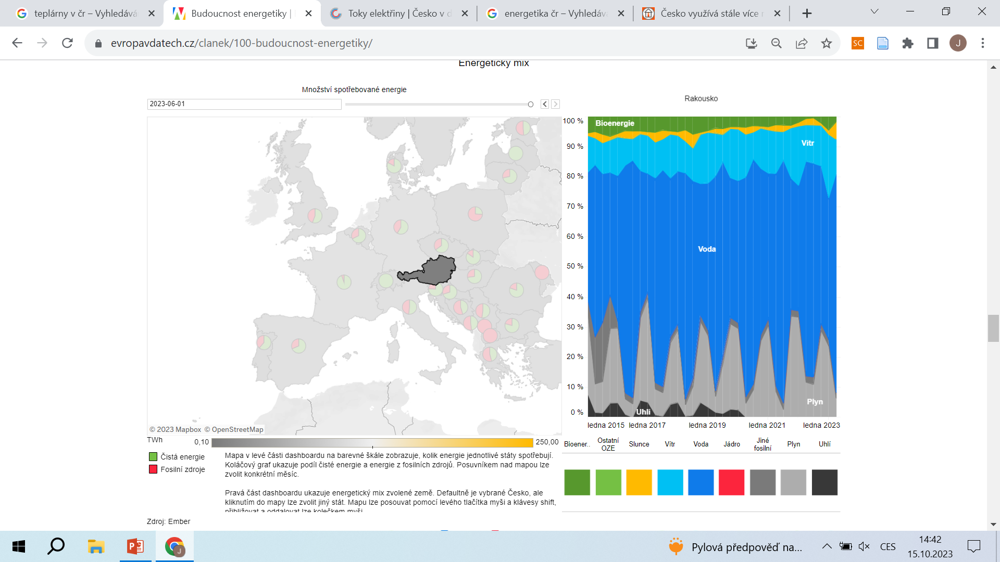 teplárny v čr – Vyhledává
Budoucnost energetiky |
Toky elektřiny | Česko v d
energetika čr – Vyhledáva
Česko využívá stále více
evropavdatech.cz/clanek/100-budoucnost-energetiky/
SC
J
Energetický mix
Množství spotřebované energie
2023-06-01
Rakousko
100 %
90 %
80 %
70 %
60 %
50 %
40 %
30 %
20 %
10 %
0 %
Bioenergie
Vítr
Voda
Plyn
Uhlí
ledna 2015
ledna 2017
ledna 2019
ledna 2021
ledna 2023
© 2023 Mapbox © OpenStreetMap
TWh
0,10
250,00
Bioener..
Ostatní
OZE
Slunce
Vítr
Voda
Jádro
Jiné
fosilní
Plyn
Uhlí
Čistá energie
Fosilní zdroje
Mapa v levé části dashboardu na barevné škále zobrazuje, kolik energie jednotlivé státy spotřebují.
Koláčový graf ukazuje podíl čisté energie a energie z fosilních zdrojů. Posuvníkem nad mapou lze
zvolit konkrétní měsíc.
Pravá část dashboardu ukazuje energetický mix zvolené země. Defaultně je vybrané Česko, ale
kliknutím do mapy lze zvolit jiný stát. Mapu lze posouvat pomocí levého tlačítka myši a klávesy shift,
přibližovat a oddalovat lze kolečkem myši.
Zdroj: Ember
J
Pylová předpověď na...
CES
14:42
15.10.2023